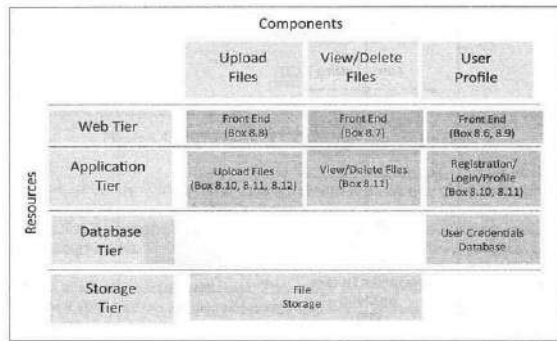 Components
Upload
Files
View/Delete
Files
User
Profile
Resources
Web Tier
Front End
(Box 8.8)
Front End
(Box 8.7)
Front End
(Box 8.6, 8.9)
Application
Tier
Upload Files
(Box 8.10, 8.11, 8.12)
View/Delete Files
(Box 8.11)
Registration/
Login/Profile
(Box 8.10, 8.11)
Database
Tier
User Credentials
Database
Storage
Tier
File
Storage